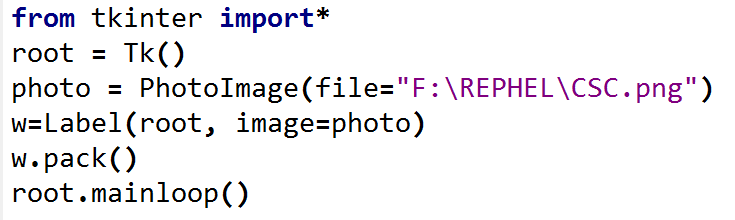 from tkinter import*
root = Tk()
photo = PhotoImage(file="F:\REPHEL\CSC.png")
w=Label(root, image=photo)
w.pack()
root.mainloop()